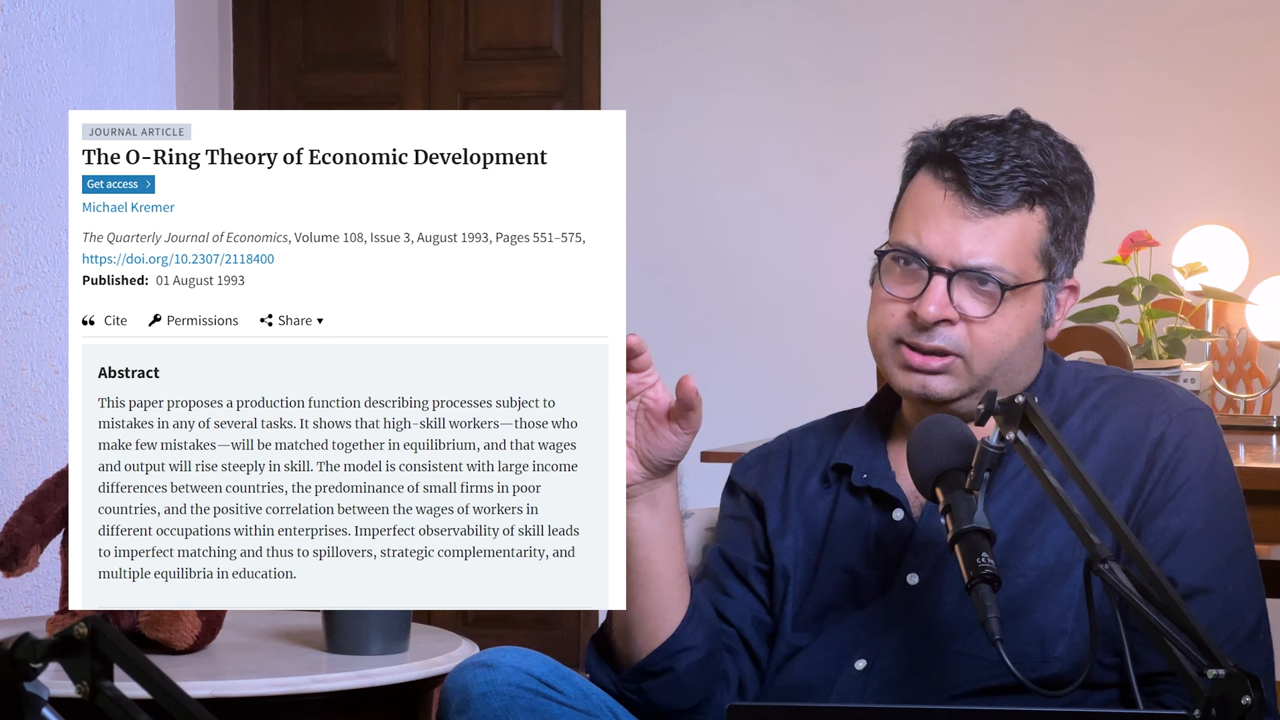 JOURNAL ARTICLE
The O-Ring Theory of Economic Development
Get access
Michael Kremer
The Quarterly Journal of Economics, Volume 108, Issue 3, August 1993, Pages 551–575,
https://doi.org/10.2307/2118400
Published: 01 August 1993
Cite Permissions Share
Abstract
This paper proposes a production function describing processes subject to
mistakes in any of several tasks. It shows that high-skill workers—those who
make few mistakes—will be matched together in equilibrium, and that wages
and output will rise steeply in skill. The model is consistent with large income
differences between countries, the predominance of small firms in poor
countries, and the positive correlation between the wages of workers in
different occupations within enterprises. Imperfect observability of skill leads
to imperfect matching and thus to spillovers, strategic complementarity, and
multiple equilibria in education.